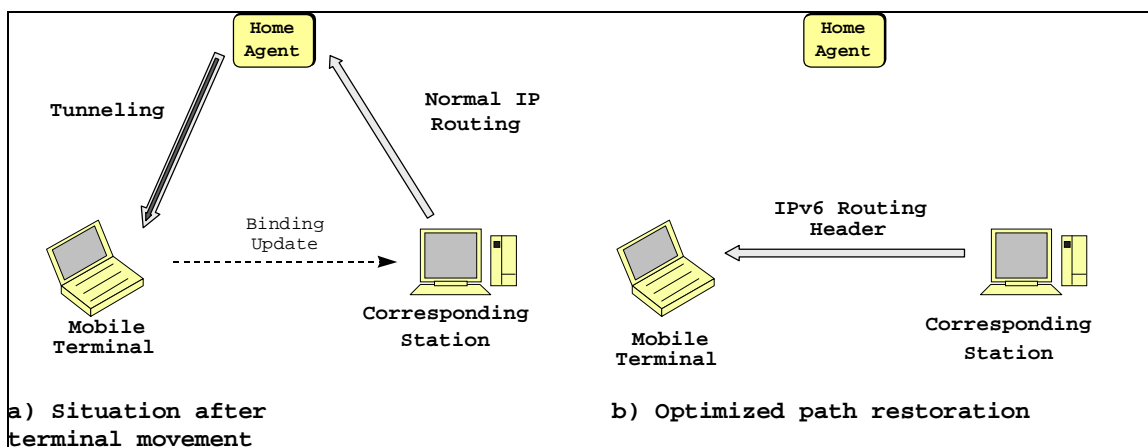 Home
Agent
Tunneling
Normal IP
Routing
Binding
Update
Mobile
Terminal
Corresponding
Station
a) Situation after
terminal movement
Home
Agent
IPv6 Routing
Header
Mobile
Terminal
Corresponding
Station
b) Optimized path restoration